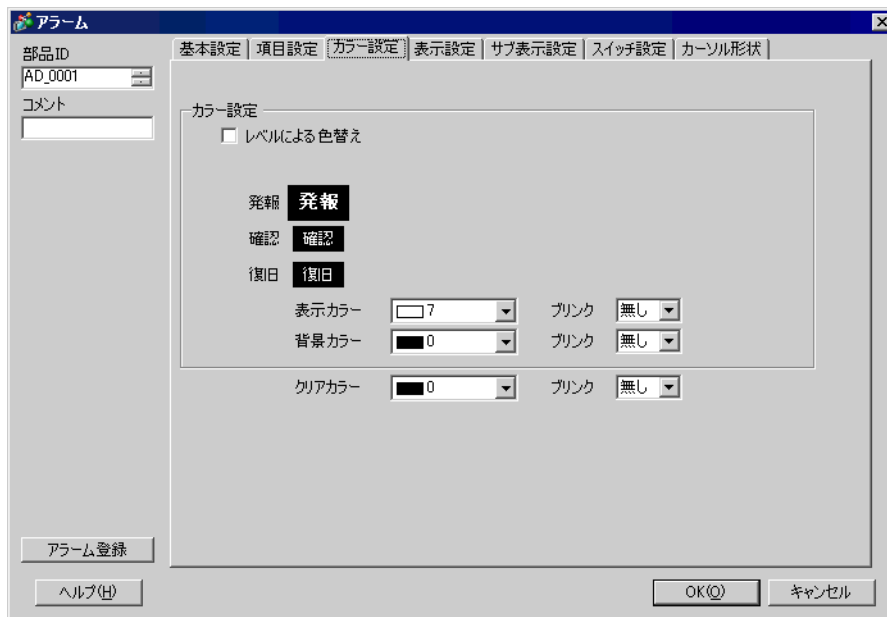 アラーム
部品ID
AD_0001
コメント
基本設定 項目設定 カラー設定 表示設定 サブ表示設定 スイッチ設定 カーソル形状
カラー設定
レベルによる色替え
発報 発報
確認 確認
復旧 復旧
表示カラー 7 ブリンク 無し
背景カラー 0 ブリンク 無し
クリアカラー 0 ブリンク 無し
アラーム登録
ヘルプ(H) OK(O) キャンセル